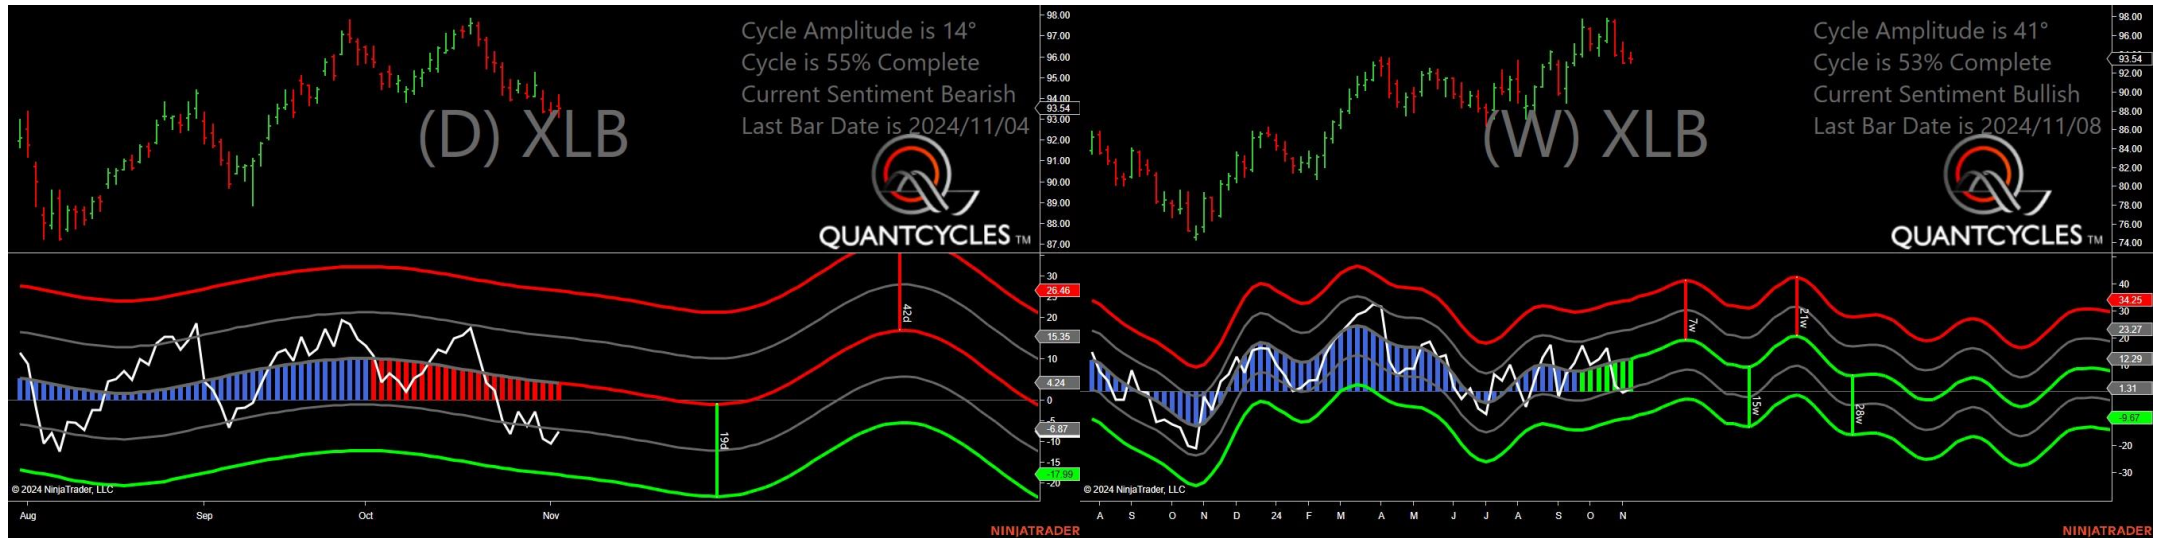 Cycle Amplitude is 14°
Cycle is 55% Complete
Current Sentiment Bearish
Last Bar Date is 2024/11/04
(D) XLB
QUANTCYCLES TM
98.00
97.00
96.00
95.00
94.00
93.54
93.00
92.00
91.00
90.00
89.00
88.00
87.00
30
26.46
20
15.35
10
4.24
0
-6.87
-10
-15
-17.99
-20
42d
19d
© 2024 NinjaTrader, LLC
Aug Sep Oct Nov
NINJATRADER
Cycle Amplitude is 41°
Cycle is 53% Complete
Current Sentiment Bullish
Last Bar Date is 2024/11/08
(W) XLB
QUANTCYCLES TM
98.00
96.00
93.54
92.00
90.00
88.00
86.00
84.00
82.00
80.00
78.00
76.00
74.00
40
34.25
30
23.27
20
12.29
1.31
-9.67
-20
-30
7w
21w
15w
28w
© 2024 NinjaTrader, LLC
A S O N D 24 F M A M J J A S O N
NINJATRADER